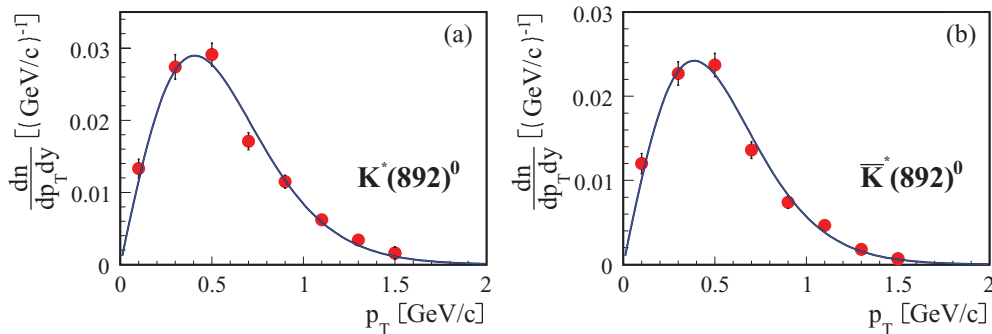 (a)
dn
dp_T dy [(GeV/c)^-1]
0.03
0.02
0.01
0
K*(892)^0
0 0.5 1 1.5 2
p_T [GeV/c]
(b)
dn
dp_T dy [(GeV/c)^-1]
0.03
0.02
0.01
0
K̅*(892)^0
0 0.5 1 1.5 2
p_T [GeV/c]